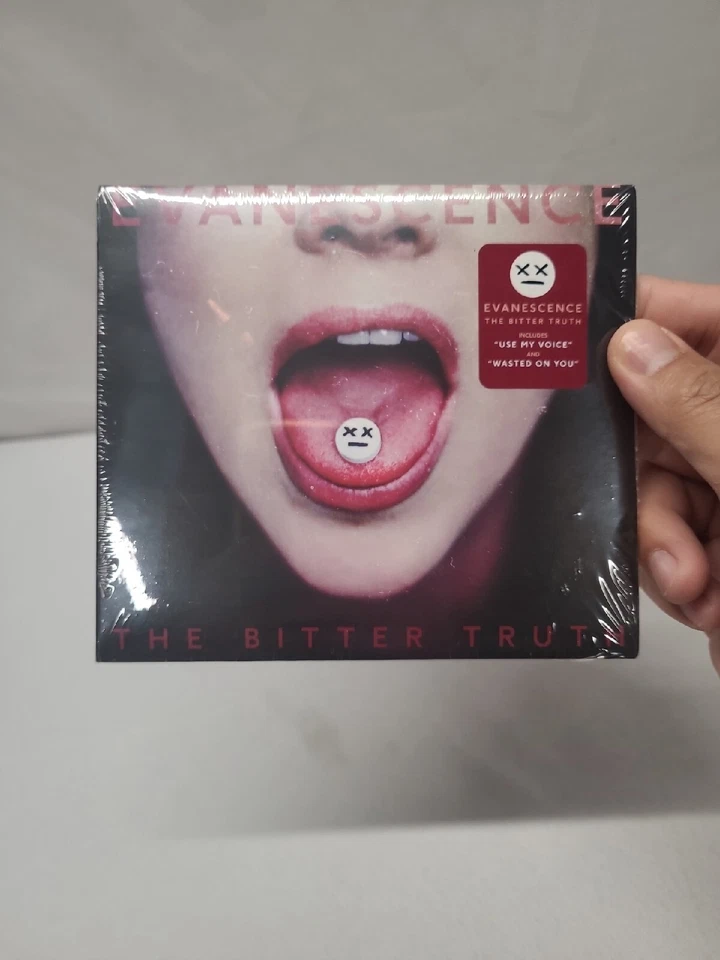 EVANESCENCE
EVANESCENCE
THE BITTER TRUTH
INCLUDES
"USE MY VOICE"
AND
"WASTED ON YOU"
THE BITTER TRUTH